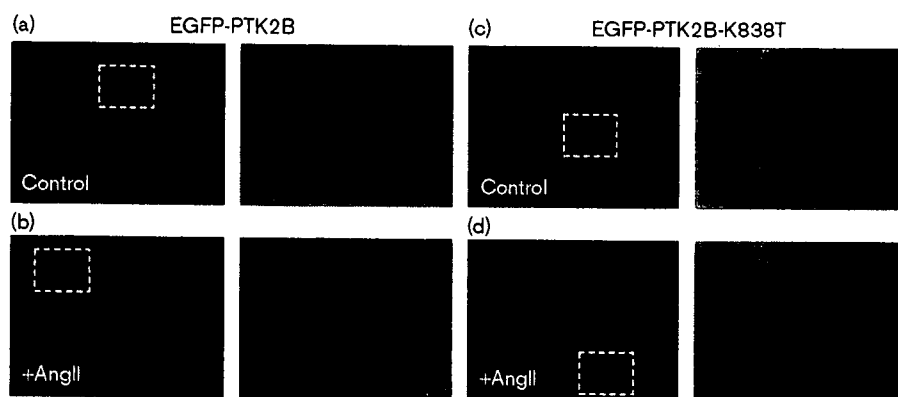 (a) EGFP-PTK2B
(c) EGFP-PTK2B-K838T
Control
Control
(b)
(d)
+AngII
+AngII